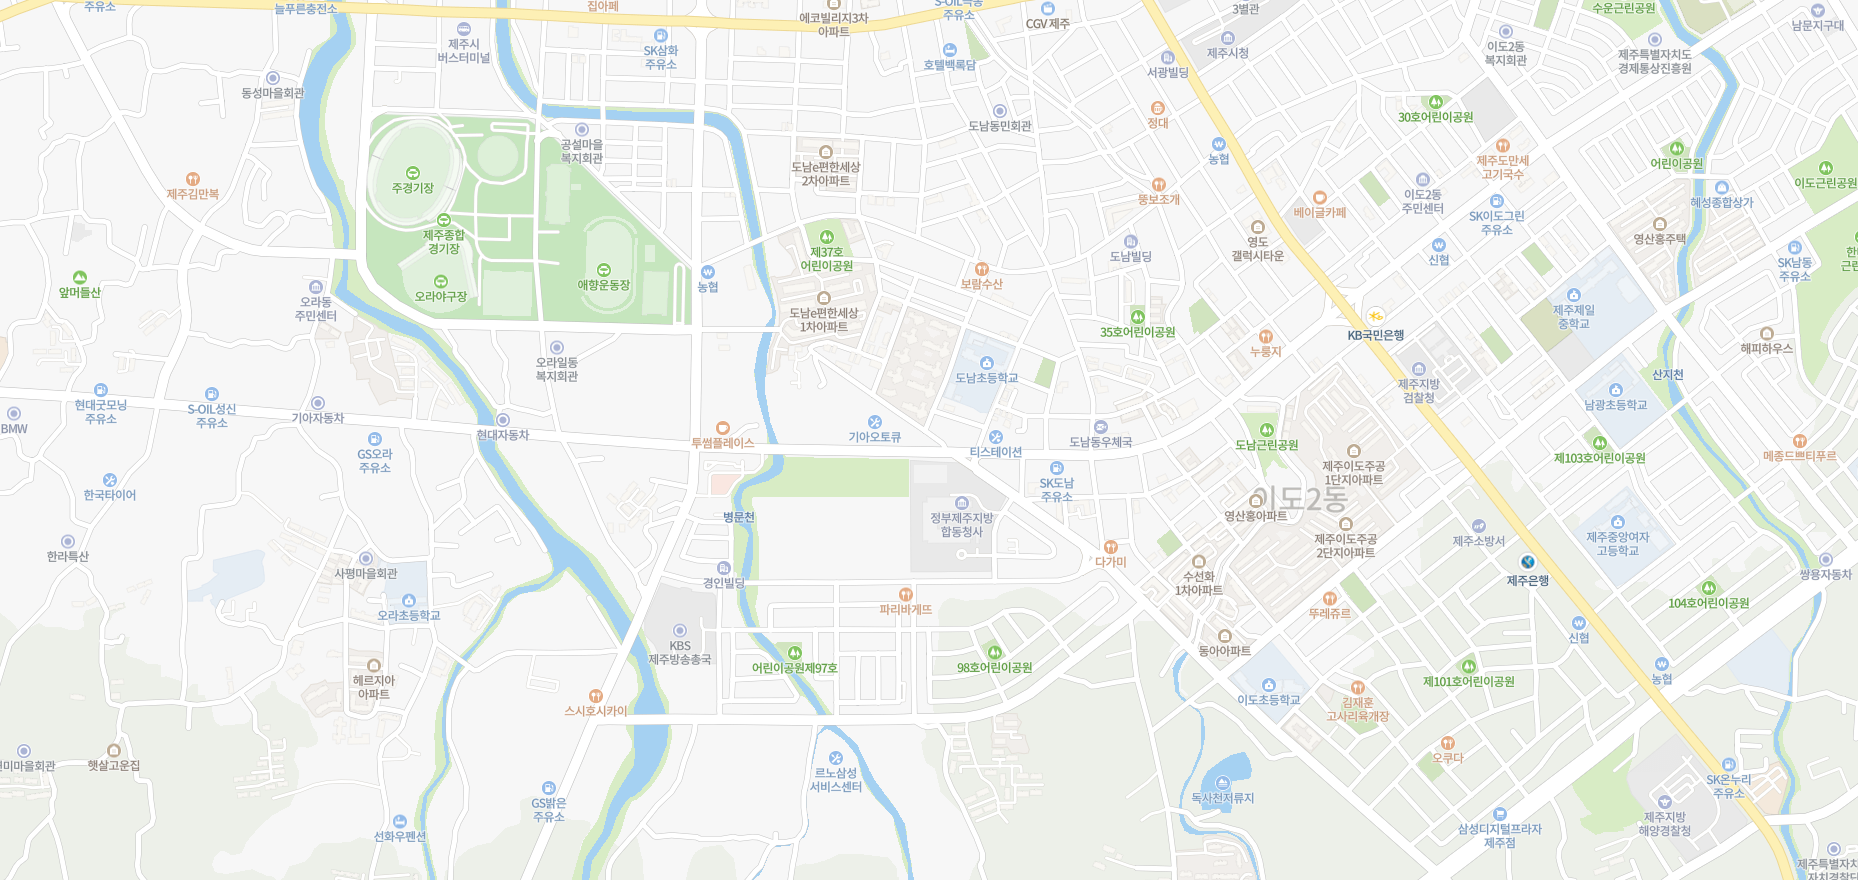 주유소
늘푸른충전소
집아페
에코빌리지3차
아파트
S-OIL극동
주유소
CGV 제주
3별관
수운근린공원
남문지구대
제주시
버스터미널
SK삼화
주유소
호텔백록담
제주시청
서광빌딩
이도2동
복지회관
제주특별자치도
경제통상진흥원
동성마을회관
정대
30호어린이공원
도남동민회관
농협
공설마을
복지회관
도남e편한세상
2차아파트
제주도만세
고기국수
어린이공원
이도근린공원
주경기장
제주김만복
뚱보조개
베이글카페
이도2동
주민센터
SK이도그린
주유소
혜성종합상가
제주종합
경기장
제37호
어린이공원
도남빌딩
영도
갤럭시타운
신협
영산홍주택
SK남동
주유소
한
근린
앞머들산
오라야구장
애향운동장
농협
보람수산
오라동
주민센터
도남e편한세상
1차아파트
35호어린이공원
KB국민은행
제주제일
중학교
누룽지
해피하우스
오라일동
복지회관
도남초등학교
제주지방
검찰청
산지천
남광초등학교
현대굿모닝
주유소
S-OIL성신
주유소
기아자동차
현대자동차
BMW
투썸플레이스
기아오토큐
티스테이션
도남동우체국
도남근린공원
GS오라
주유소
제103호어린이공원
메종드쁘티푸르
제주이도주공
1단지아파트
한국타이어
SK도남
주유소
이도2동
영산홍아파트
병문천
정부제주지방
합동청사
제주이도주공
2단지아파트
제주소방서
제주중앙여자
고등학교
한라특산
사평마을회관
경인빌딩
다가미
수선화
1차아파트
제주은행
쌍용자동차
오라초등학교
파리바게뜨
뚜레쥬르
104호어린이공원
KBS
제주방송총국
어린이공원제97호
98호어린이공원
동아아파트
신협
농협
헤르지아
아파트
이도초등학교
제101호어린이공원
스시호시카이
김재훈
고사리육개장
연미마을회관
햇살고운집
르노삼성
서비스센터
오쿠다
SK온누리
주유소
독사천저류지
GS밝은
주유소
선화우펜션
삼성디지털프라자
제주점
제주지방
해양경찰청
제주특별자치
자치경찰단